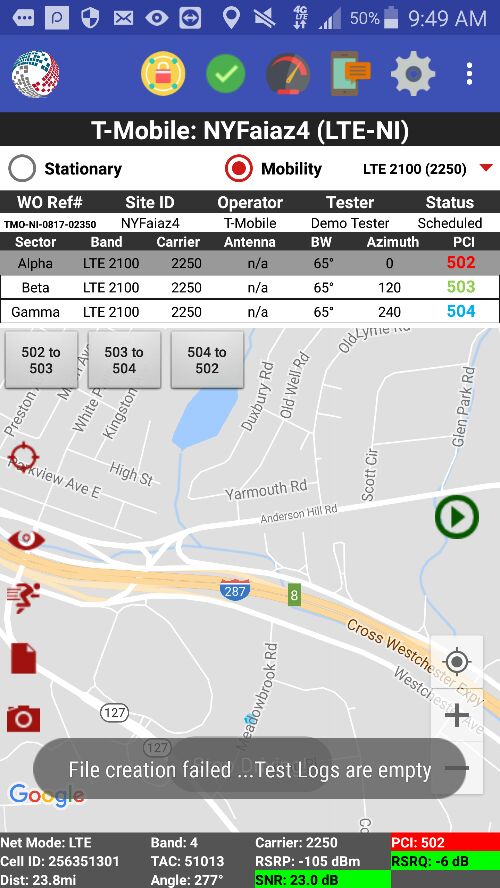 4G LTE 50% 9:49 AM
T-Mobile: NYFaiaz4 (LTE-NI)
Stationary Mobility LTE 2100 (2250)
WO Ref# Site ID Operator Tester Status
TMO-NI-0817-02350 NYFaiaz4 T-Mobile Demo Tester Scheduled
Sector Band Carrier Antenna BW Azimuth PCI
Alpha LTE 2100 2250 n/a 65° 0 502
Beta LTE 2100 2250 n/a 65° 120 503
Gamma LTE 2100 2250 n/a 65° 240 504
502 to 503
503 to 504
504 to 502
Old Lyme Rd
Preston
White P
Kingston
Duxbury Rd
Old Well Rd
Glen Park Rd
Scott Cir
High St
Parkview Ave E
Yarmouth Rd
Anderson Hill Rd
287
8
Cross Westchester Expy
Westchester Expy
Meadowbrook Rd
127
127
File creation failed ...Test Logs are empty
Google
Net Mode: LTE Band: 4 Carrier: 2250 PCI: 502
Cell ID: 256351301 TAC: 51013 RSRP: -105 dBm RSRQ: -6 dB
Dist: 23.8mi Angle: 277° SNR: 23.0 dB